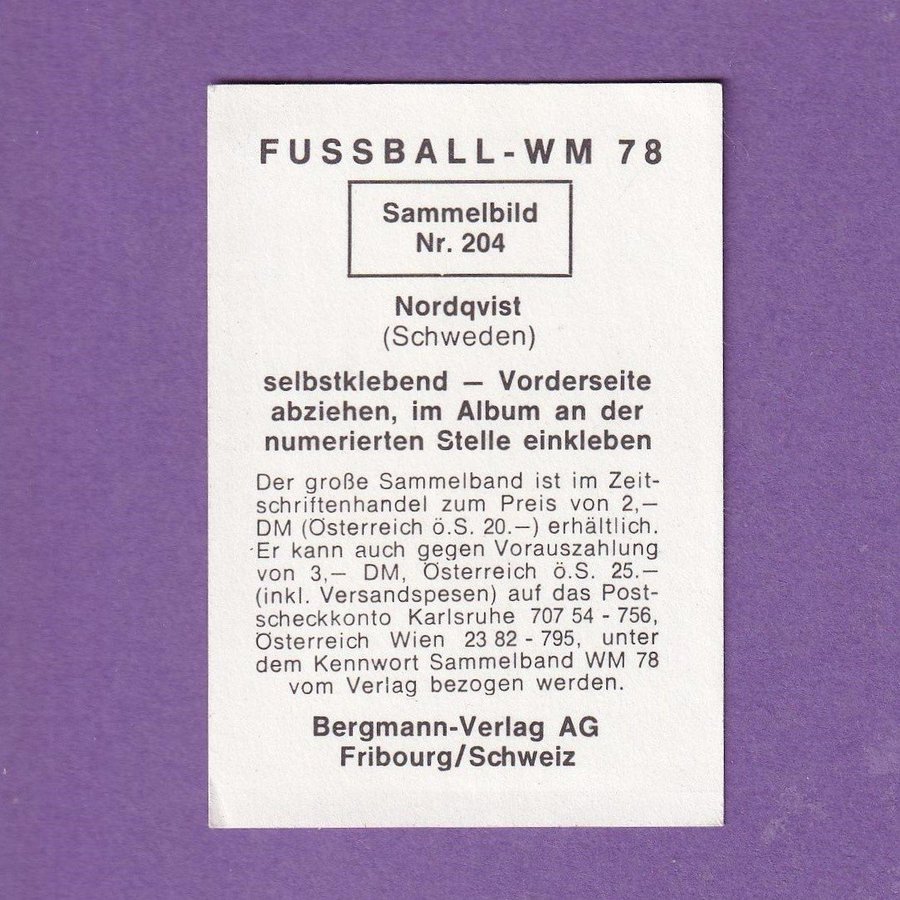 FUSSBALL-WM 78
Sammelbild
Nr. 204
Nordqvist
(Schweden)
selbstklebend – Vorderseite
abziehen, im Album an der
numerierten Stelle einkleben
Der große Sammelband ist im Zeit-
schriftenhandel zum Preis von 2,–
DM (Österreich ö.S. 20.–) erhältlich.
Er kann auch gegen Vorauszahlung
von 3,– DM, Österreich ö.S. 25.–
(inkl. Versandspesen) auf das Post-
scheckkonto Karlsruhe 707 54 - 756,
Österreich Wien 23 82 - 795, unter
dem Kennwort Sammelband WM 78
vom Verlag bezogen werden.
Bergmann-Verlag AG
Fribourg/Schweiz